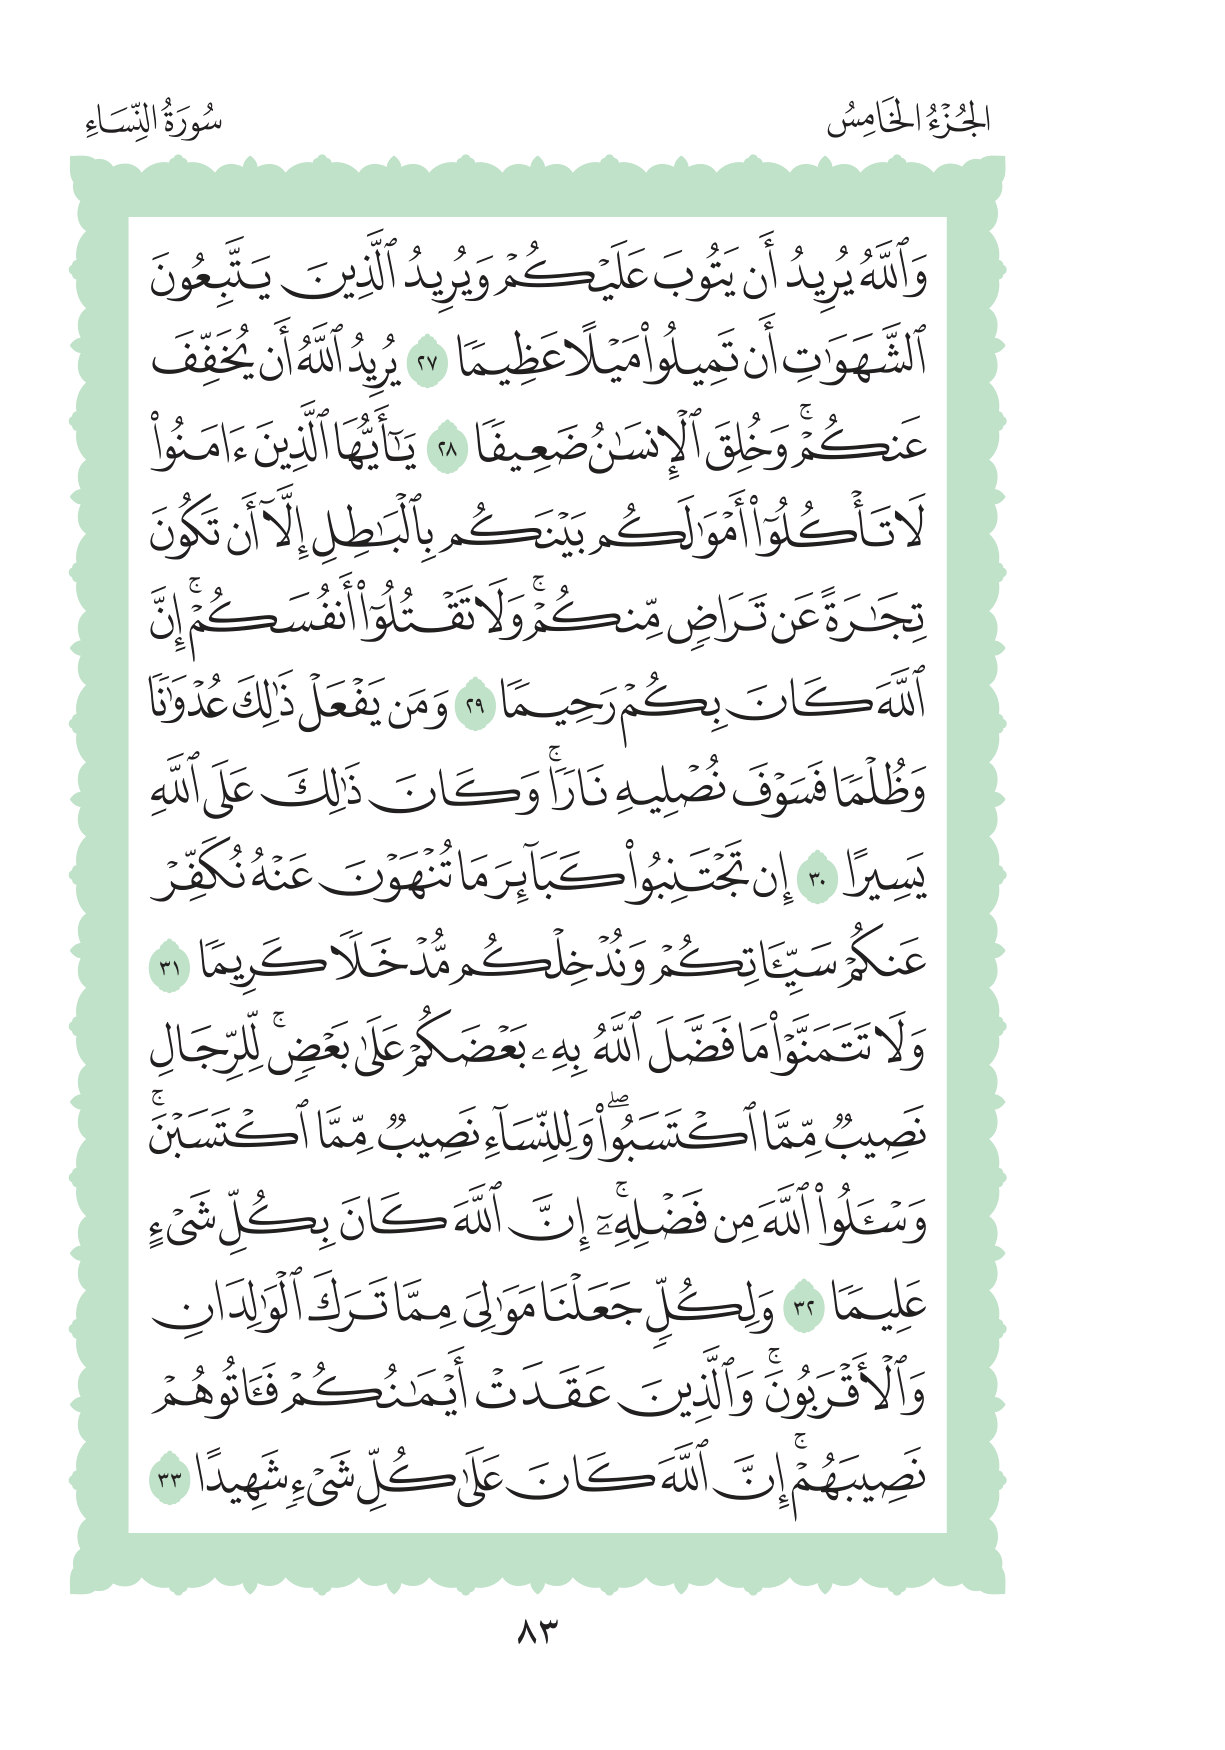 الجُزْءُ الخَامِسُ
سُورَةُ النِّسَاءِ
وَٱللَّهُ يُرِيدُ أَن يَتُوبَ عَلَيۡكُمۡ وَيُرِيدُ ٱلَّذِينَ يَتَّبِعُونَ
ٱلشَّهَوَٰتِ أَن تَمِيلُواْ مَيۡلًا عَظِيمٗا ٢٧ يُرِيدُ ٱللَّهُ أَن يُخَفِّفَ
عَنكُمۡۚ وَخُلِقَ ٱلۡإِنسَٰنُ ضَعِيفٗا ٢٨ يَٰٓأَيُّهَا ٱلَّذِينَ ءَامَنُواْ
لَا تَأۡكُلُوٓاْ أَمۡوَٰلَكُم بَيۡنَكُم بِٱلۡبَٰطِلِ إِلَّآ أَن تَكُونَ
تِجَٰرَةً عَن تَرَاضٖ مِّنكُمۡۚ وَلَا تَقۡتُلُوٓاْ أَنفُسَكُمۡۚ إِنَّ
ٱللَّهَ كَانَ بِكُمۡ رَحِيمٗا ٢٩ وَمَن يَفۡعَلۡ ذَٰلِكَ عُدۡوَٰنٗا
وَظُلۡمٗا فَسَوۡفَ نُصۡلِيهِ نَارٗاۚ وَكَانَ ذَٰلِكَ عَلَى ٱللَّهِ
يَسِيرًا ٣٠ إِن تَجۡتَنِبُواْ كَبَآئِرَ مَا تُنۡهَوۡنَ عَنۡهُ نُكَفِّرۡ
عَنكُمۡ سَيِّـَٔاتِكُمۡ وَنُدۡخِلۡكُم مُّدۡخَلٗا كَرِيمٗا ٣١
وَلَا تَتَمَنَّوۡاْ مَا فَضَّلَ ٱللَّهُ بِهِۦ بَعۡضَكُمۡ عَلَىٰ بَعۡضٖۚ لِّلرِّجَالِ
نَصِيبٞ مِّمَّا ٱكۡتَسَبُواْۖ وَلِلنِّسَآءِ نَصِيبٞ مِّمَّا ٱكۡتَسَبۡنَۚ
وَسۡـَٔلُواْ ٱللَّهَ مِن فَضۡلِهِۦٓۚ إِنَّ ٱللَّهَ كَانَ بِكُلِّ شَيۡءٍ
عَلِيمٗا ٣٢ وَلِكُلّٖ جَعَلۡنَا مَوَٰلِيَ مِمَّا تَرَكَ ٱلۡوَٰلِدَانِ
وَٱلۡأَقۡرَبُونَۚ وَٱلَّذِينَ عَقَدَتۡ أَيۡمَٰنُكُمۡ فَـَٔاتُوهُمۡ
نَصِيبَهُمۡۚ إِنَّ ٱللَّهَ كَانَ عَلَىٰ كُلِّ شَيۡءٖ شَهِيدًا ٣٣
٨٣